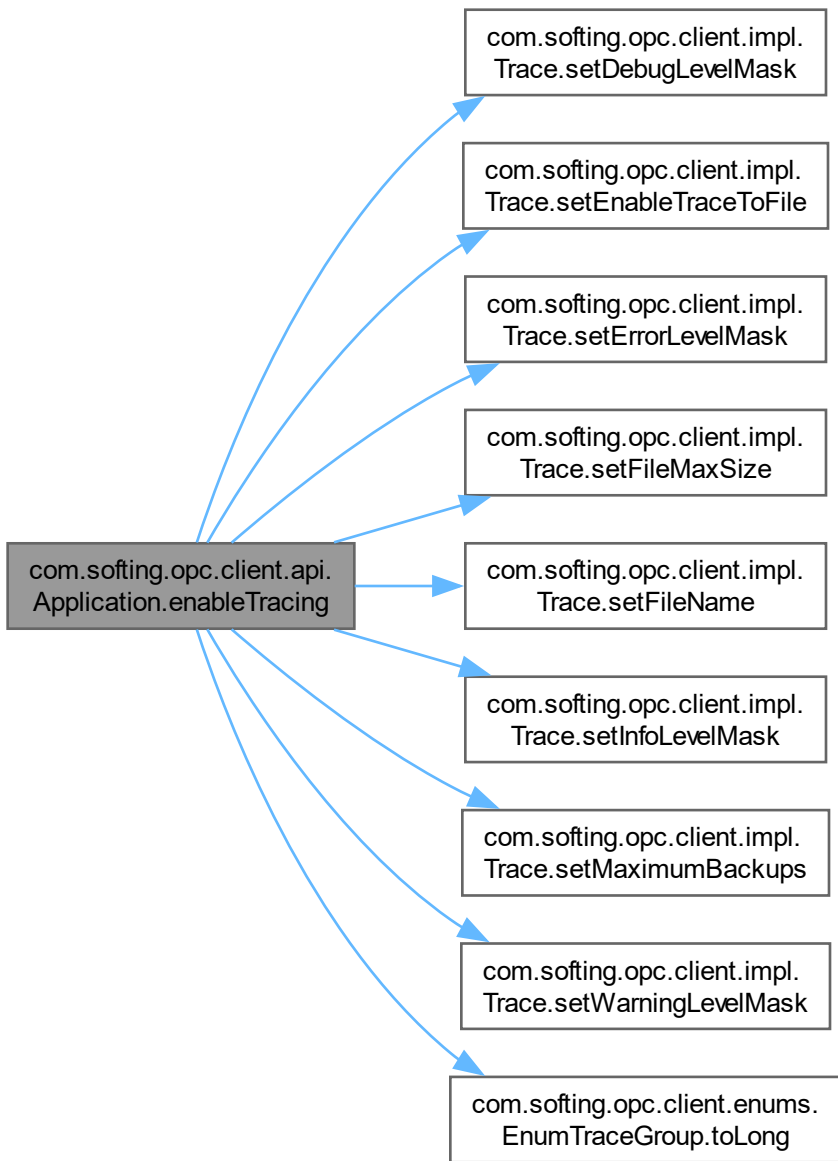 com.softing.opc.client.api.
Application.enableTracing
com.softing.opc.client.impl.
Trace.setDebugLevelMask
com.softing.opc.client.impl.
Trace.setEnableTraceToFile
com.softing.opc.client.impl.
Trace.setErrorLevelMask
com.softing.opc.client.impl.
Trace.setFileMaxSize
com.softing.opc.client.impl.
Trace.setFileName
com.softing.opc.client.impl.
Trace.setInfoLevelMask
com.softing.opc.client.impl.
Trace.setMaximumBackups
com.softing.opc.client.impl.
Trace.setWarningLevelMask
com.softing.opc.client.enums.
EnumTraceGroup.toLong